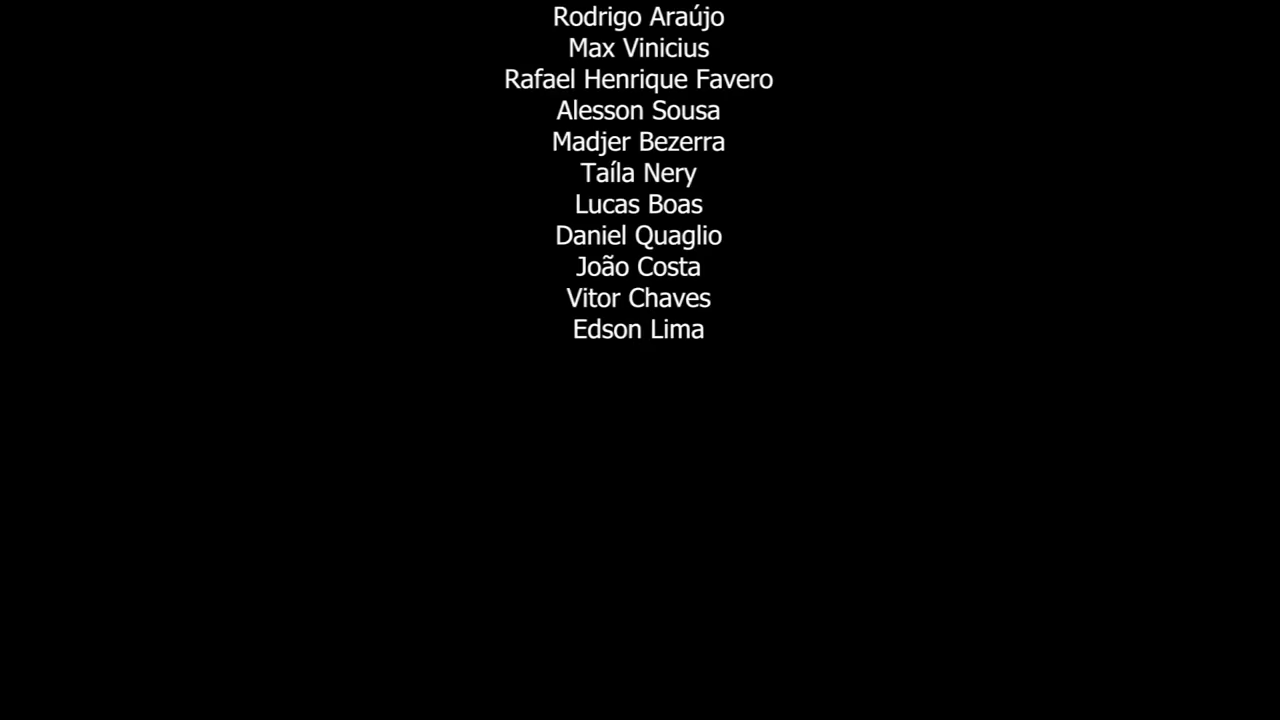 Rodrigo Araújo
Max Vinicius
Rafael Henrique Favero
Alesson Sousa
Madjer Bezerra
Taíla Nery
Lucas Boas
Daniel Quaglio
João Costa
Vitor Chaves
Edson Lima